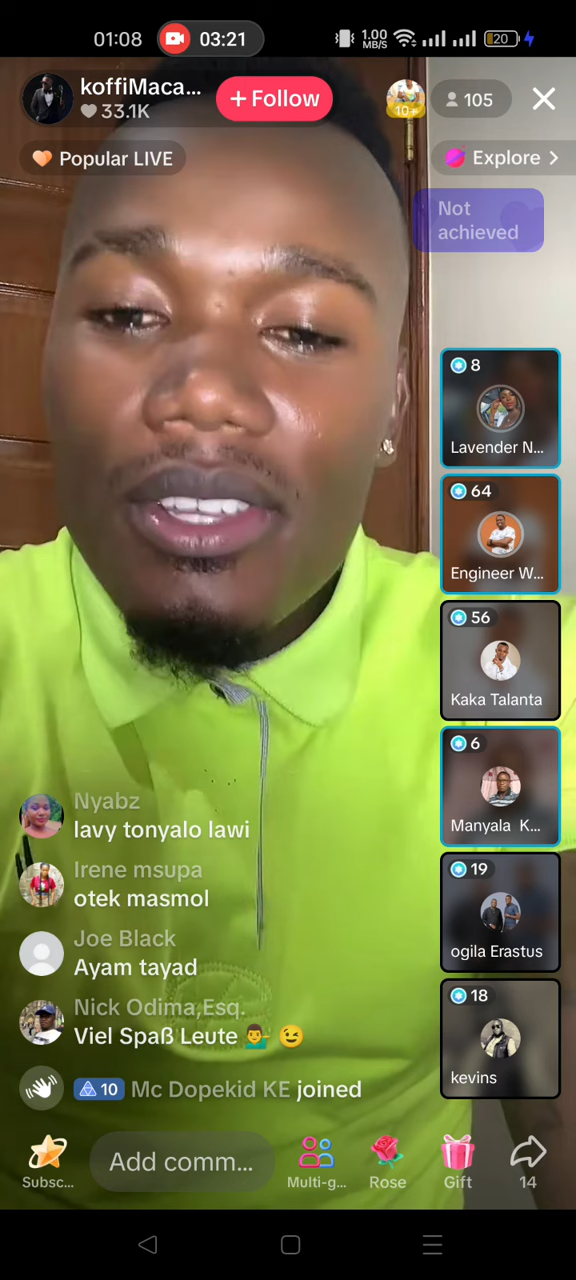 01:08
03:21
1.00
MB/S
20
koffiMaca...
33.1K
+ Follow
10+
105
Popular LIVE
Explore
Not
achieved
8
Lavender N...
64
Engineer W...
56
Kaka Talanta
6
Manyala K...
19
ogila Erastus
18
kevins
Nyabz
lavy tonyalo lawi
Irene msupa
otek masmol
Joe Black
Ayam tayad
Nick Odima,Esq.
Viel Spaß Leute 🤷‍♂️ 😉
10 Mc Dopekid KE joined
Subsc...
Add comm...
Multi-g...
Rose
Gift
14